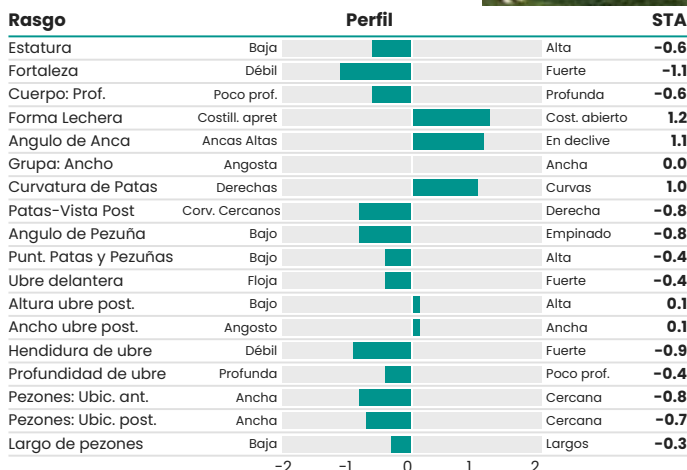 Rasgo Perfil STA
Estatura Baja Alta -0.6
Fortaleza Débil Fuerte -1.1
Cuerpo: Prof. Poco prof. Profunda -0.6
Forma Lechera Costill. apret Cost. abierto 1.2
Angulo de Anca Ancas Altas En declive 1.1
Grupa: Ancho Angosta Ancha 0.0
Curvatura de Patas Derechas Curvas 1.0
Patas-Vista Post Corv. Cercanos Derecha -0.8
Angulo de Pezuña Bajo Empinado -0.8
Punt. Patas y Pezuñas Bajo Alta -0.4
Ubre delantera Floja Fuerte -0.4
Altura ubre post. Bajo Alta 0.1
Ancho ubre post. Angosto Ancha 0.1
Hendidura de ubre Débil Fuerte -0.9
Profundidad de ubre Profunda Poco prof. -0.4
Pezones: Ubic. ant. Ancha Cercana -0.8
Pezones: Ubic. post. Ancha Cercana -0.7
Largo de pezones Baja Largos -0.3
-2 -1 0 1 2